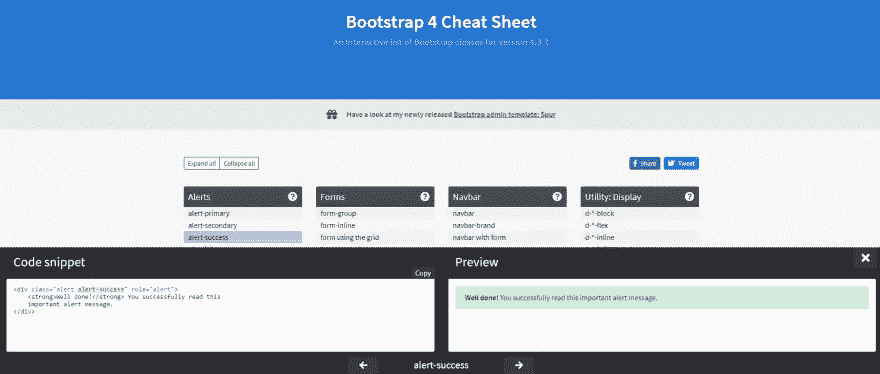 Bootstrap 4 Cheat Sheet
An interactive list of Bootstrap classes for version
Have a look at my newly released Bootstrap admin template: Spur
Expand all Collapse all Share Tweet
Alerts Forms Navbar Utility: Display
alert-primary form-group navbar d-*-block
alert-secondary form-inline navbar-brand d-*-flex
alert-success form using the grid navbar with form d-*-inline
Code snippet Preview
Copy
<div class="alert alert-success" role="alert">
<strong>Well done!</strong> You successfully read this
important alert message.
</div>
Well done! You successfully read this important alert message.
alert-success